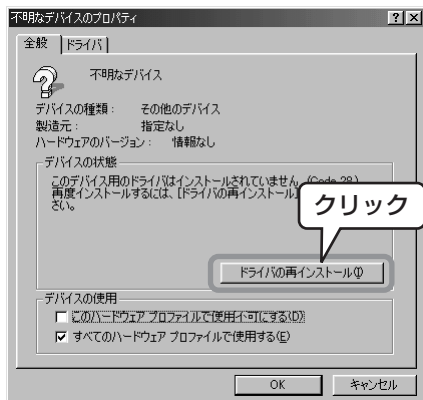 不明なデバイスのプロパティ
全般 ドライバ
不明なデバイス
デバイスの種類： その他のデバイス
製造元： 指定なし
ハードウェアのバージョン： 情報なし
デバイスの状態
このデバイス用のドライバはインストールされていません. (Code 28.)
再度インストールするには、[ドライバの再インストール]
さい。
クリック
ドライバの再インストール(I)
デバイスの使用
このハードウェア プロファイルで使用不可にする(D)
すべてのハードウェア プロファイルで使用する(E)
OK キャンセル